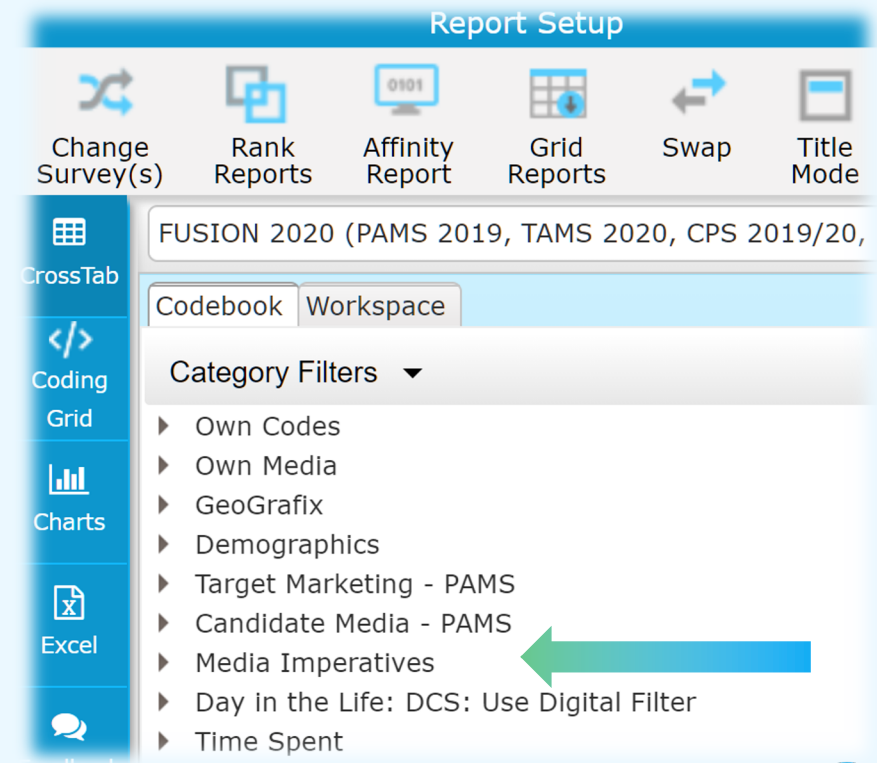 Report Setup
Change
Survey(s)
Rank
Reports
0101
Affinity
Report
Grid
Reports
Swap
Title
Mode
CrossTab
Coding
Grid
Charts
X
Excel
FUSION 2020 (PAMS 2019, TAMS 2020, CPS 2019/20,
Codebook
Workspace
Category Filters
Own Codes
Own Media
GeoGrafix
Demographics
Target Marketing - PAMS
Candidate Media - PAMS
Media Imperatives
Day in the Life: DCS: Use Digital Filter
Time Spent